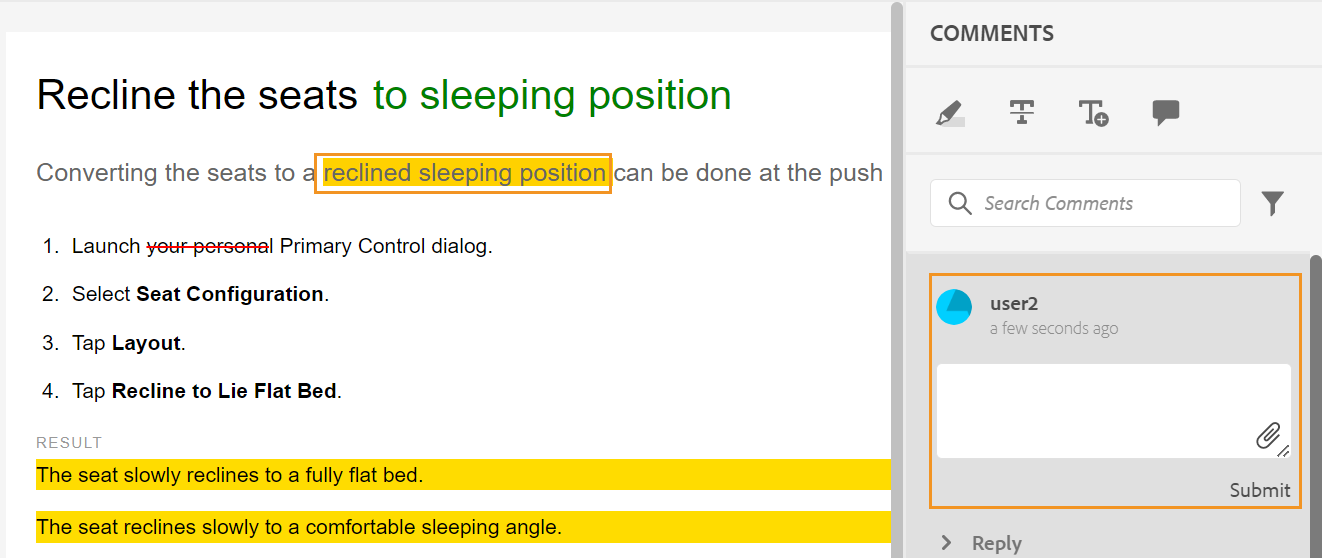 Recline the seats to sleeping position
Converting the seats to a reclined sleeping position can be done at the push
1. Launch your personal Primary Control dialog.
2. Select Seat Configuration.
3. Tap Layout.
4. Tap Recline to Lie Flat Bed.
RESULT
The seat slowly reclines to a fully flat bed.
The seat reclines slowly to a comfortable sleeping angle.
COMMENTS
Search Comments
user2
a few seconds ago
Submit
Reply